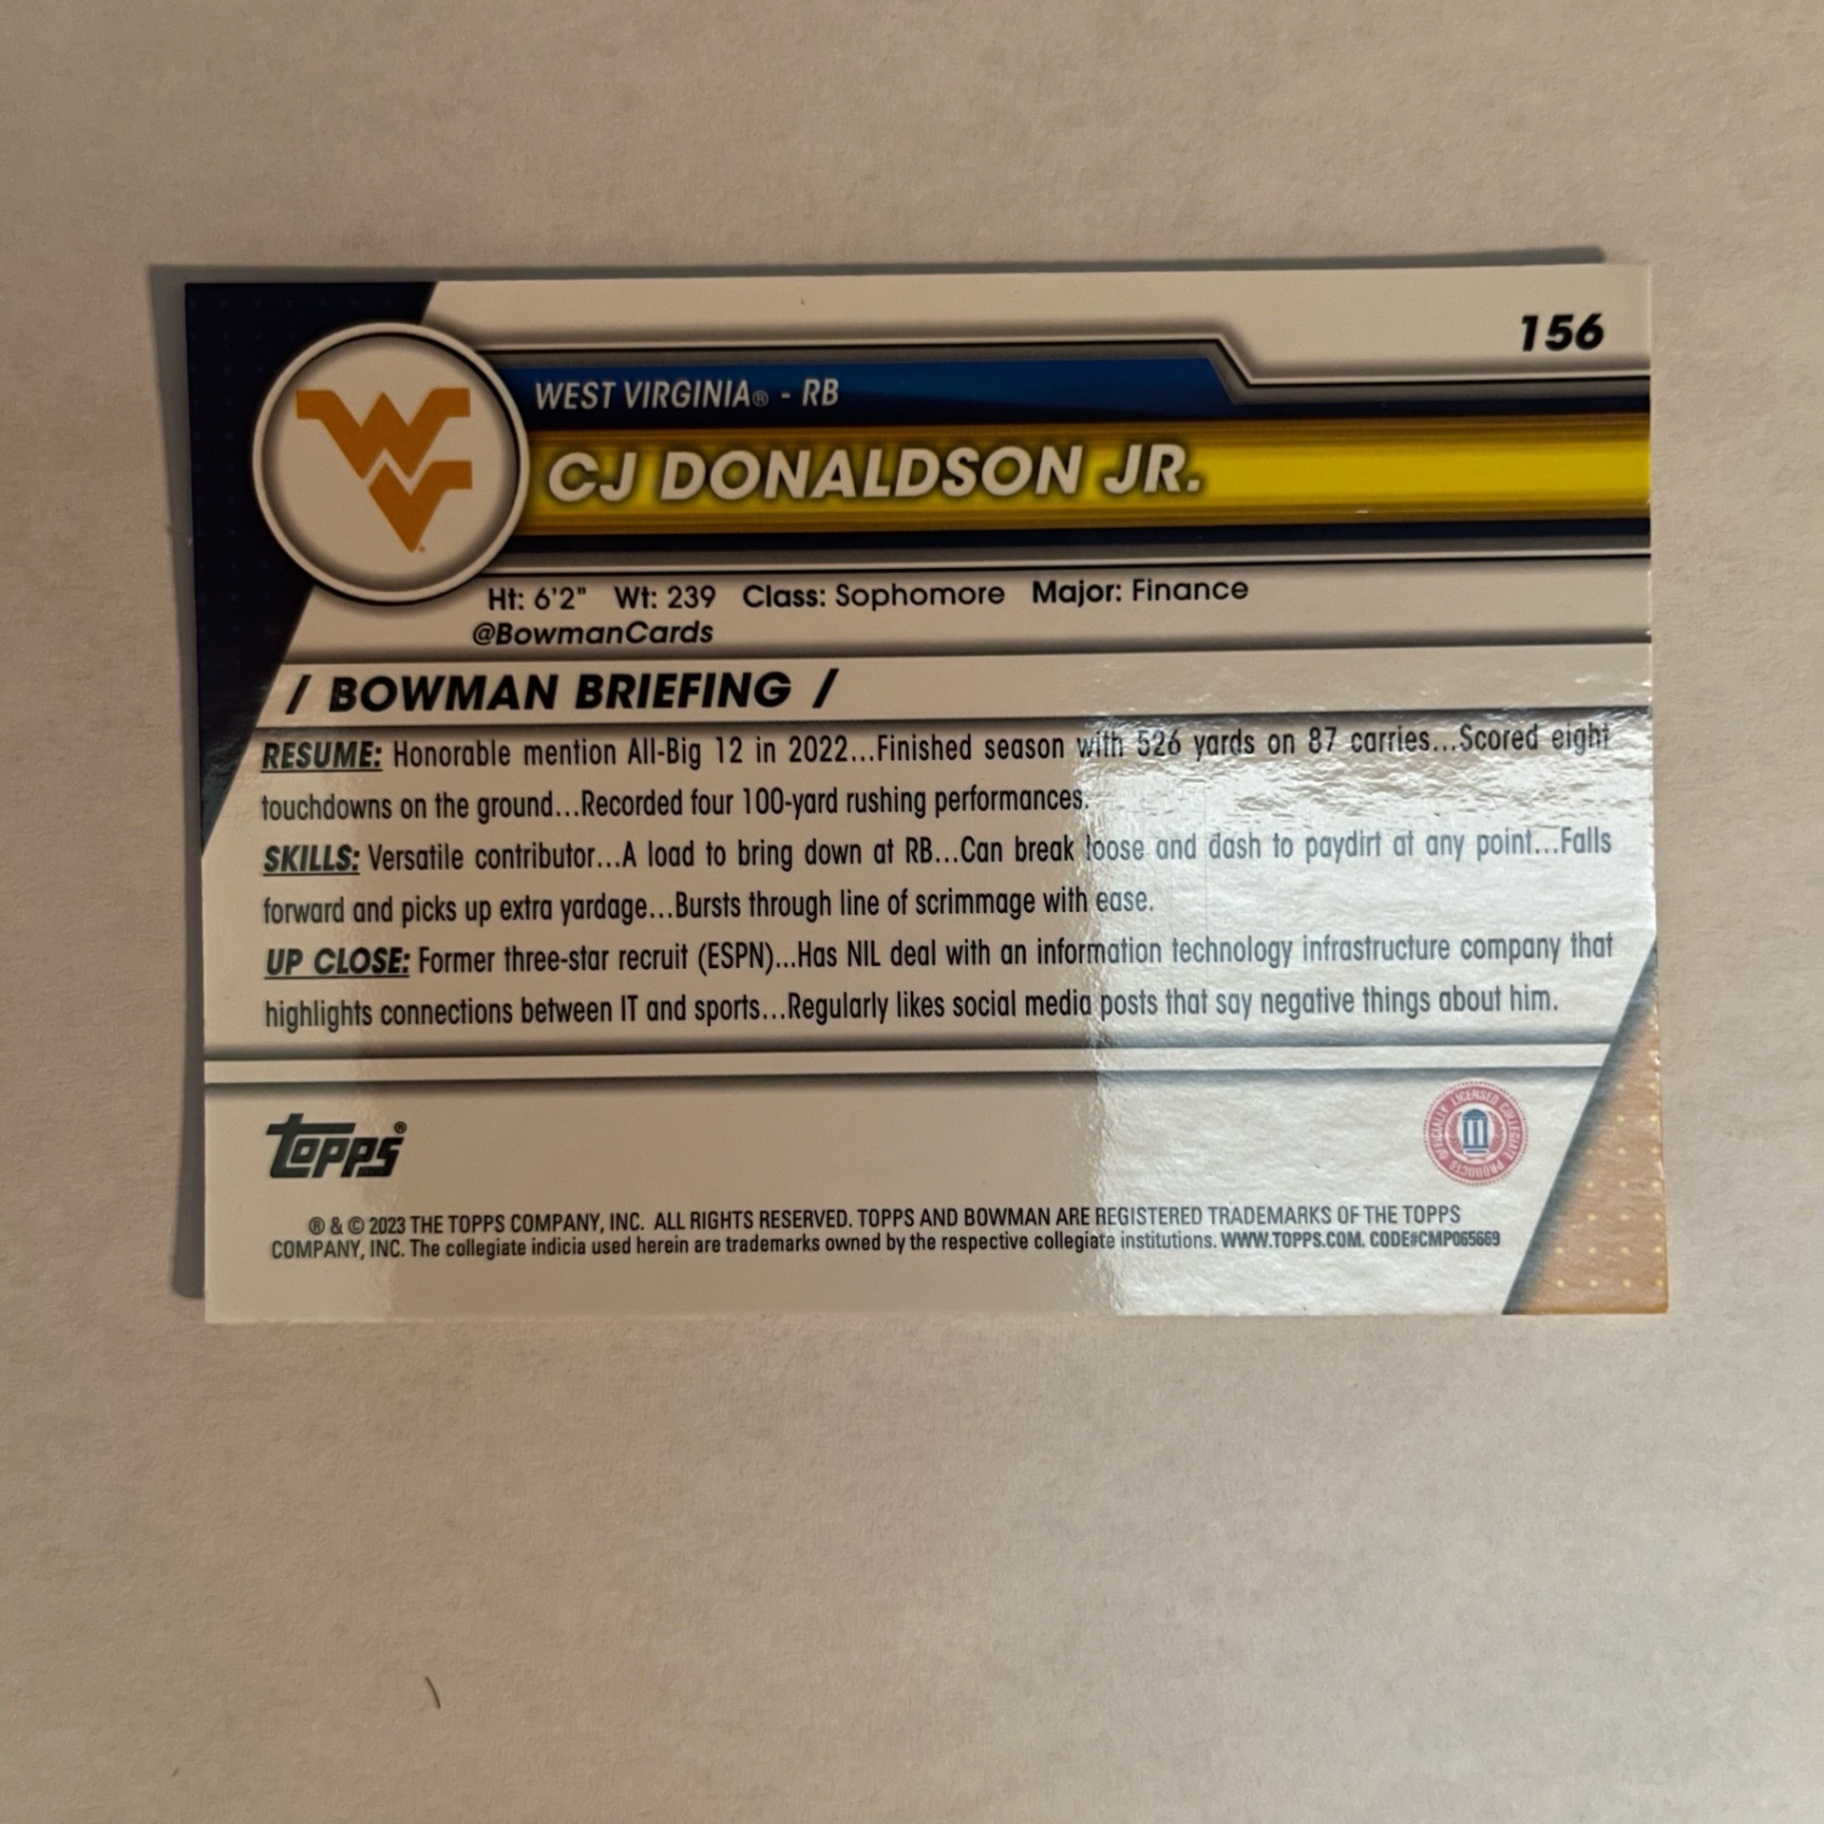 156
WEST VIRGINIA® - RB
CJ DONALDSON JR.
Ht: 6'2" Wt: 239 Class: Sophomore Major: Finance
@BowmanCards
/ BOWMAN BRIEFING /
RESUME: Honorable mention All-Big 12 in 2022...Finished season with 526 yards on 87 carries...Scored eight
touchdowns on the ground...Recorded four 100-yard rushing performances.
SKILLS: Versatile contributor...A load to bring down at RB...Can break loose and dash to paydirt at any point...Falls
forward and picks up extra yardage...Bursts through line of scrimmage with ease.
UP CLOSE: Former three-star recruit (ESPN)...Has NIL deal with an information technology infrastructure company that
highlights connections between IT and sports...Regularly likes social media posts that say negative things about him.
topps®
OFFICIALLY LICENSED COLLEGIATE PRODUCTS
® & © 2023 THE TOPPS COMPANY, INC. ALL RIGHTS RESERVED. TOPPS AND BOWMAN ARE REGISTERED TRADEMARKS OF THE TOPPS
COMPANY, INC. The collegiate indicia used herein are trademarks owned by the respective collegiate institutions. WWW.TOPPS.COM. CODE#CMP065669